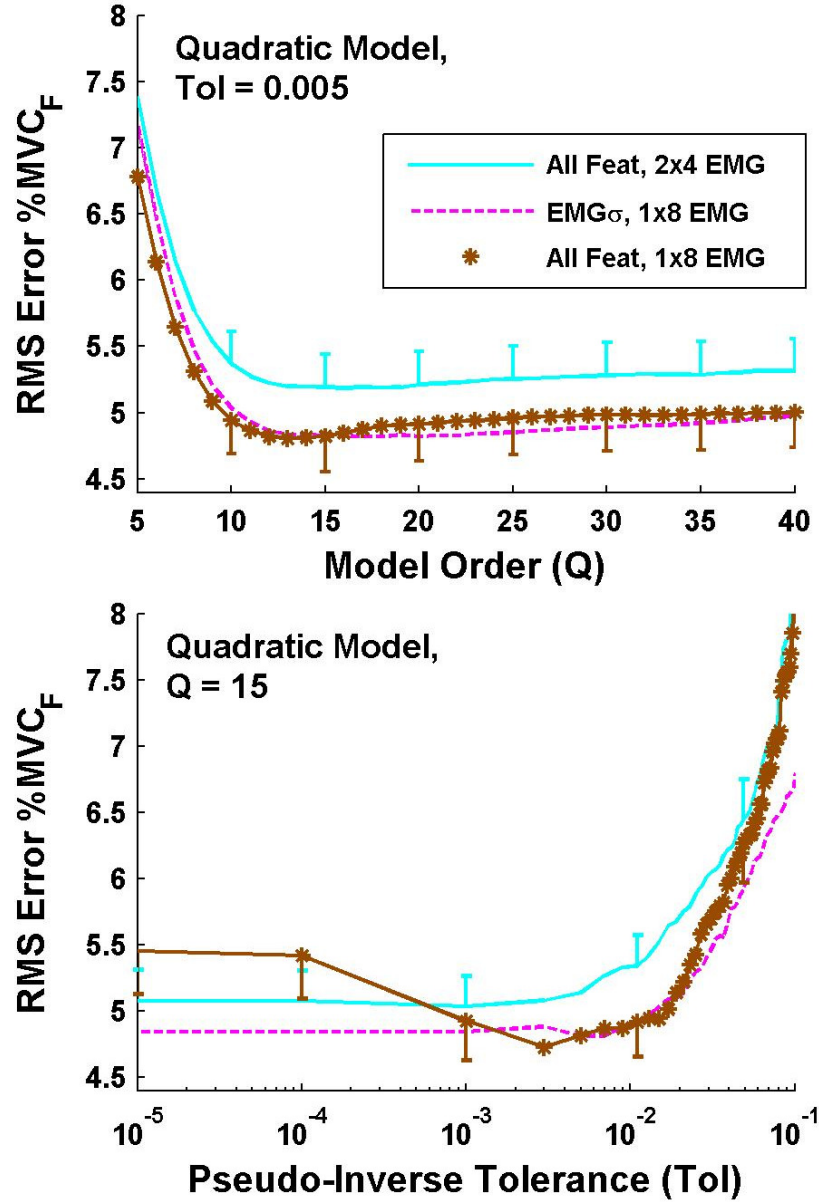 Quadratic Model,
Tol = 0.005
All Feat, 2x4 EMG
EMGσ, 1x8 EMG
All Feat, 1x8 EMG
RMS Error %MVC_F
8
7.5
7
6.5
6
5.5
5
4.5
5 10 15 20 25 30 35 40
Model Order (Q)
Quadratic Model,
Q = 15
RMS Error %MVC_F
8
7.5
7
6.5
6
5.5
5
4.5
10^-5 10^-4 10^-3 10^-2 10^-1
Pseudo-Inverse Tolerance (Tol)